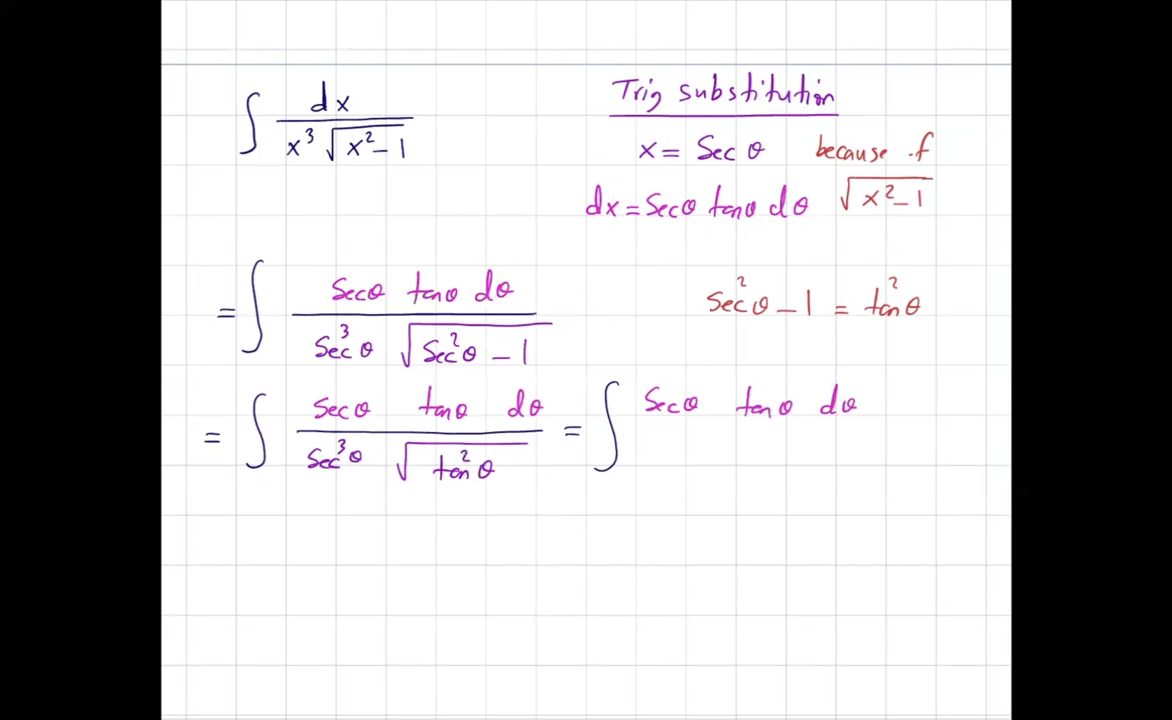 ∫ dx / (x³ √(x² − 1))
Trig substitution
x = Sec θ because of
dx = Secθ tanθ dθ √(x² − 1)
= ∫ (Secθ tanθ dθ) / (Sec³θ √(Sec²θ − 1))
sec²θ − 1 = tan²θ
= ∫ (Secθ tanθ dθ) / (Sec³θ √(tan²θ)) = ∫ Secθ tanθ dθ